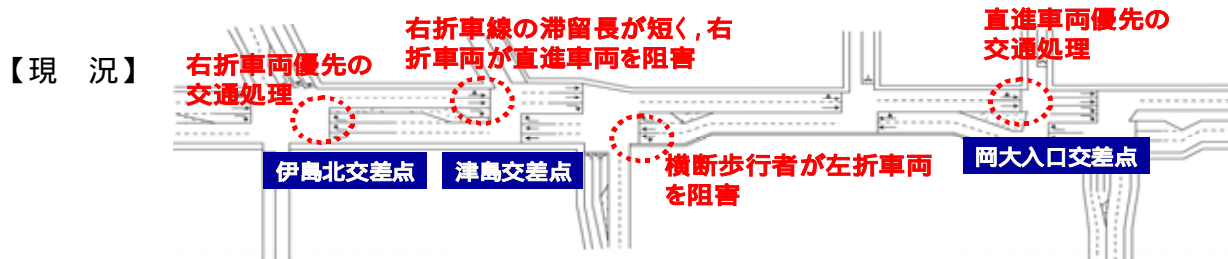 【現　況】
右折車両優先の
交通処理
右折車線の滞留長が短く，右
折車両が直進車両を阻害
直進車両優先の
交通処理
伊島北交差点
津島交差点
横断歩行者が左折車両
を阻害
岡大入口交差点